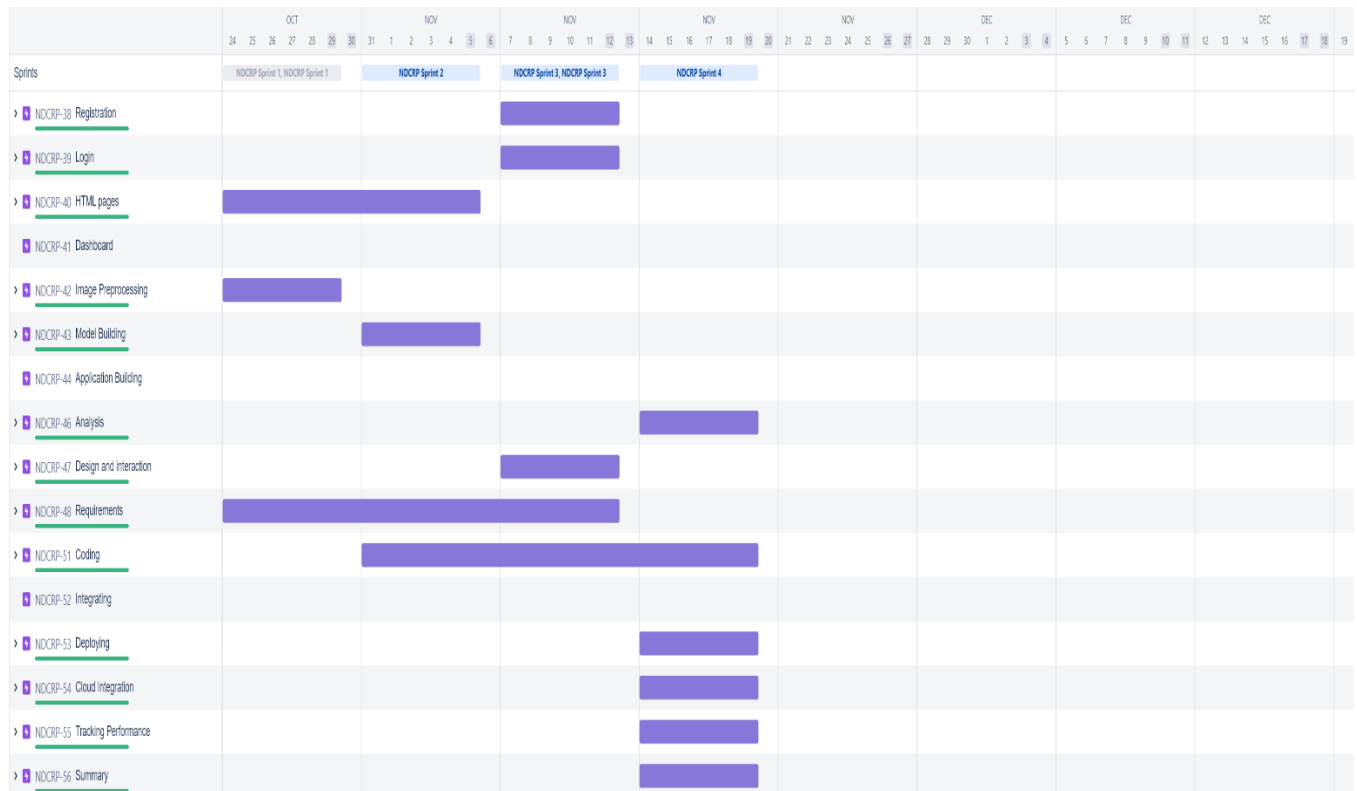 OCT NOV NOV NOV NOV DEC DEC DEC
24 25 26 27 28 29 30 31 1 2 3 4 5 6 7 8 9 10 11 12 13 14 15 16 17 18 19 20 21 22 23 24 25 26 27 28 29 30 1 2 3 4 5 6 7 8 9 10 11 12 13 14 15 16 17 18 19
Sprints NDCRP Sprint 1, NDCRP Sprint 1 NDCRP Sprint 2 NDCRP Sprint 3, NDCRP Sprint 3 NDCRP Sprint 4
NDCRP-38 Registration
NDCRP-39 Login
NDCRP-40 HTML pages
NDCRP-41 Dashboard
NDCRP-42 Image Preprocessing
NDCRP-43 Model Building
NDCRP-44 Application Building
NDCRP-46 Analysis
NDCRP-47 Design and interaction
NDCRP-48 Requirements
NDCRP-51 Coding
NDCRP-52 Integrating
NDCRP-53 Deploying
NDCRP-54 Cloud Integration
NDCRP-55 Tracking Performance
NDCRP-56 Summary